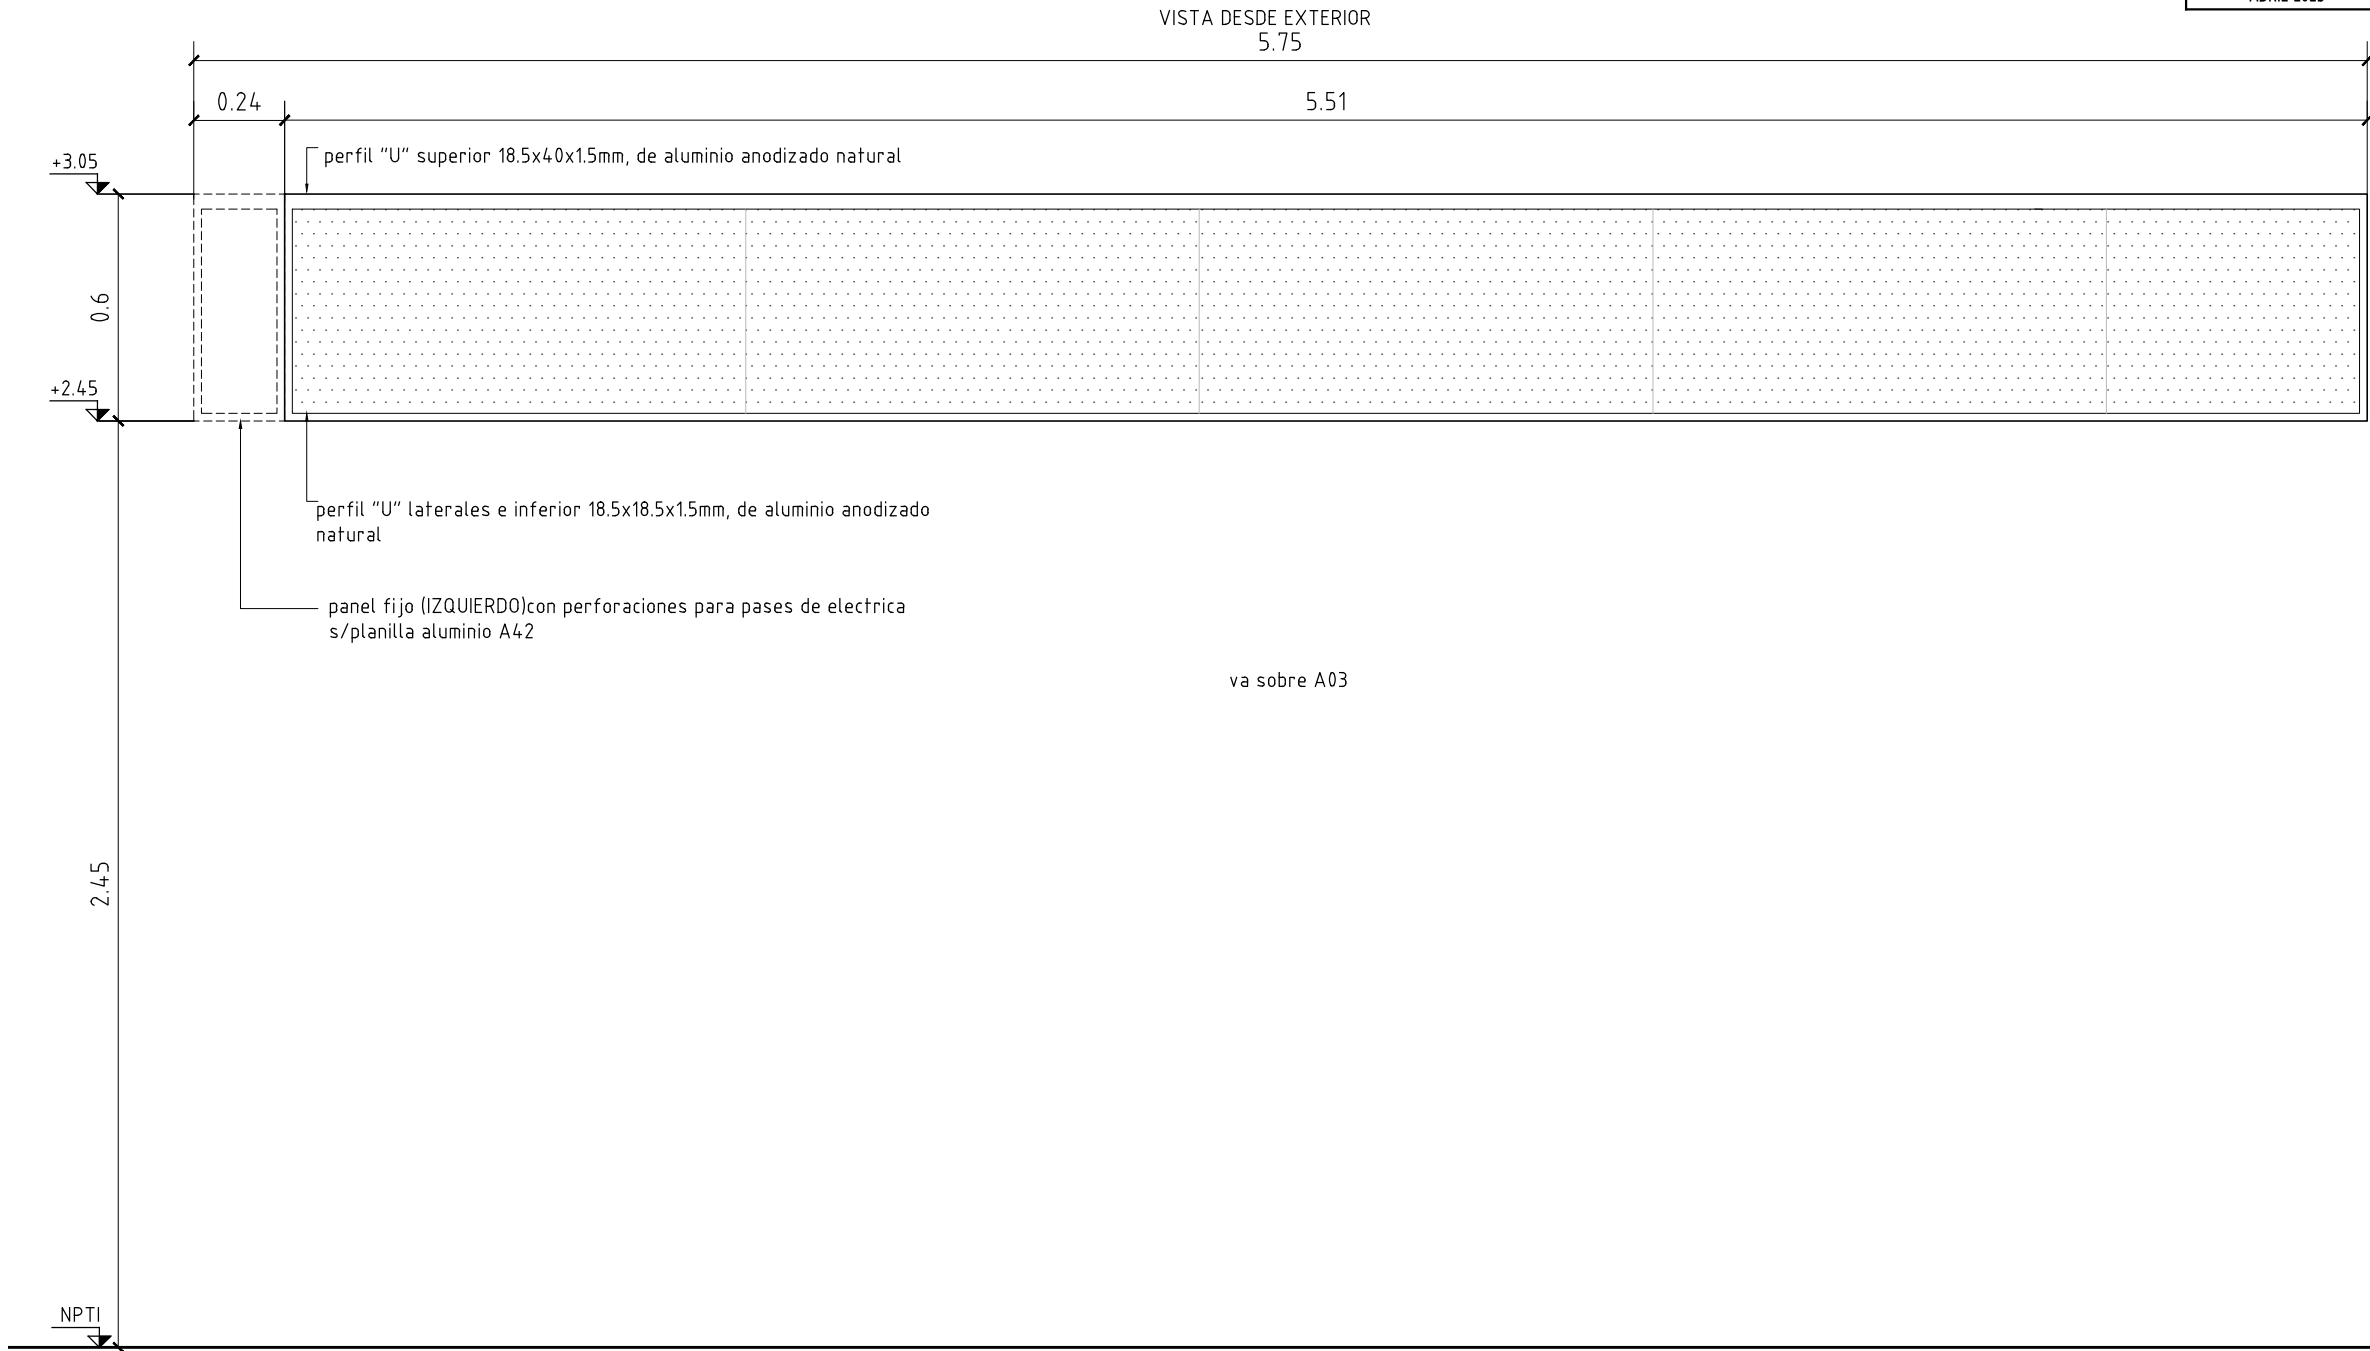 VISTA DESDE EXTERIOR
5.75
0.24
5.51
perfil "U" superior 18.5x40x1.5mm, de aluminio anodizado natural
+3.05
0.6
+2.45
perfil "U" laterales e inferior 18.5x18.5x1.5mm, de aluminio anodizado
natural
panel fijo (IZQUIERDO)con perforaciones para pases de electrica
s/planilla aluminio A42
va sobre A03
2.45
NPTI